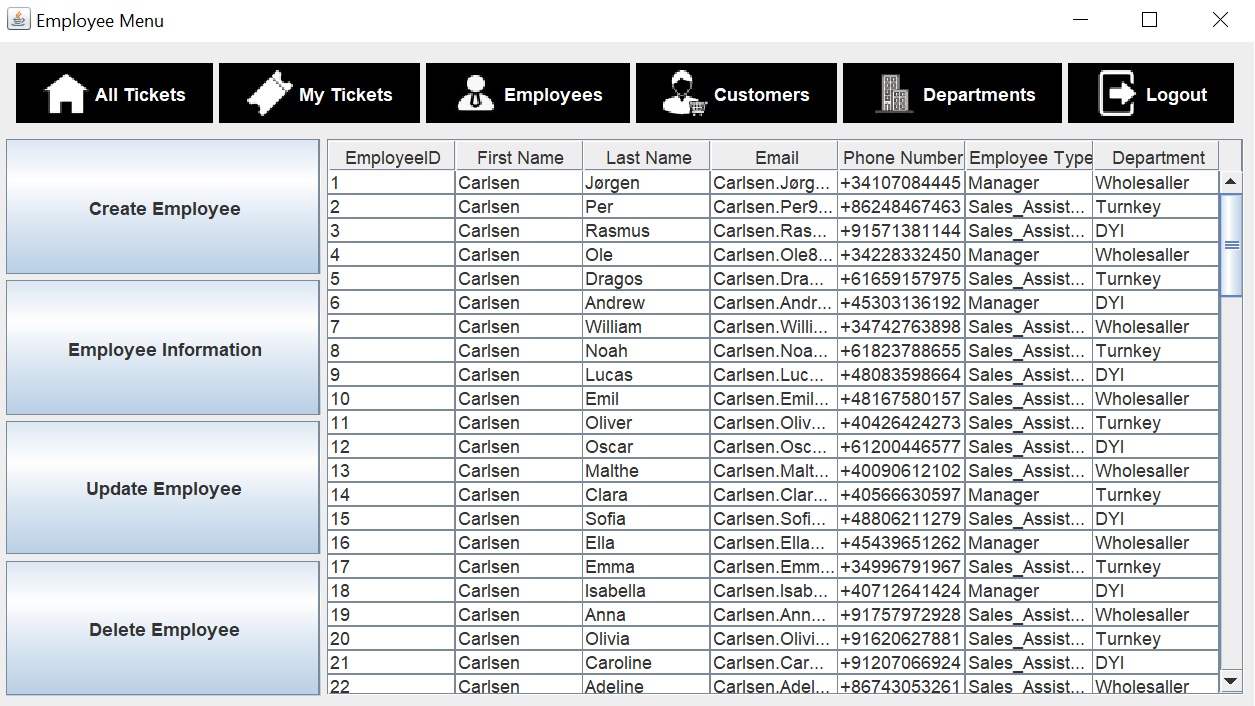 Employee Menu
All Tickets My Tickets Employees Customers Departments Logout
Create Employee
Employee Information
Update Employee
Delete Employee
EmployeeID First Name Last Name Email Phone Number Employee Type Department
1 Carlsen Jørgen Carlsen.Jørg... +34107084445 Manager Wholesaller
2 Carlsen Per Carlsen.Per9... +86248467463 Sales_Assist... Turnkey
3 Carlsen Rasmus Carlsen.Ras... +91571381144 Sales_Assist... DYI
4 Carlsen Ole Carlsen.Ole8... +34228332450 Manager Wholesaller
5 Carlsen Dragos Carlsen.Dra... +61659157975 Sales_Assist... Turnkey
6 Carlsen Andrew Carlsen.Andr... +45303136192 Manager DYI
7 Carlsen William Carlsen.Willi... +34742763898 Sales_Assist... Wholesaller
8 Carlsen Noah Carlsen.Noa... +61823788655 Sales_Assist... Turnkey
9 Carlsen Lucas Carlsen.Luc... +48083598664 Sales_Assist... DYI
10 Carlsen Emil Carlsen.Emil... +48167580157 Sales_Assist... Wholesaller
11 Carlsen Oliver Carlsen.Oliv... +40426424273 Sales_Assist... Turnkey
12 Carlsen Oscar Carlsen.Osc... +61200446577 Sales_Assist... DYI
13 Carlsen Malthe Carlsen.Malt... +40090612102 Sales_Assist... Wholesaller
14 Carlsen Clara Carlsen.Clar... +40566630597 Manager Turnkey
15 Carlsen Sofia Carlsen.Sofi... +48806211279 Sales_Assist... DYI
16 Carlsen Ella Carlsen.Ella... +45439651262 Manager Wholesaller
17 Carlsen Emma Carlsen.Emm... +34996791967 Sales_Assist... Turnkey
18 Carlsen Isabella Carlsen.Isab... +40712641424 Manager DYI
19 Carlsen Anna Carlsen.Ann... +91757972928 Sales_Assist... Wholesaller
20 Carlsen Olivia Carlsen.Olivi... +91620627881 Sales_Assist... Turnkey
21 Carlsen Caroline Carlsen.Car... +91207066924 Sales_Assist... DYI
22 Carlsen Adeline Carlsen.Adel... +86743053261 Sales_Assist... Wholesaller